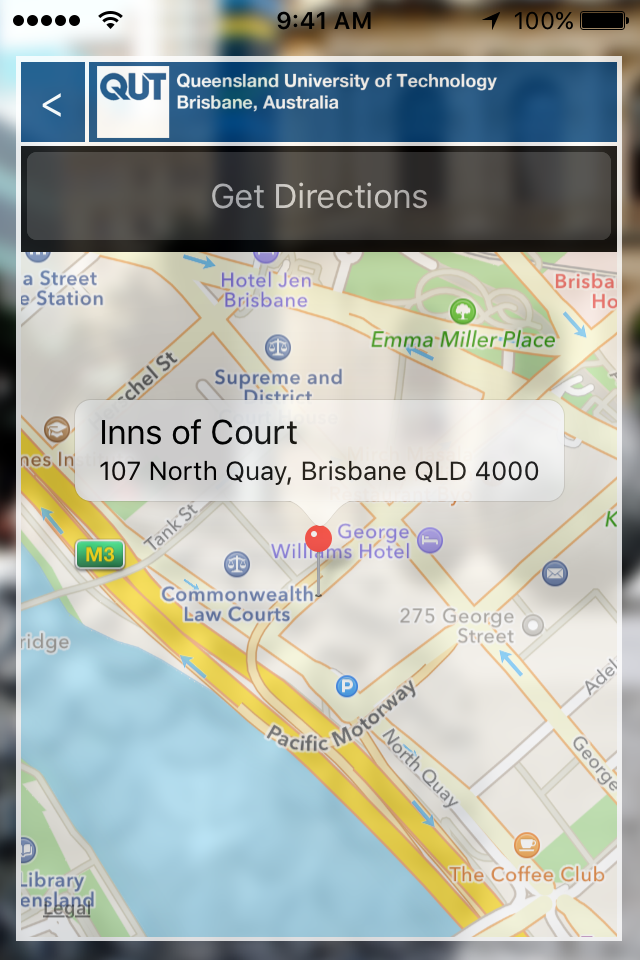 9:41 AM
100%
<
QUT
Queensland University of Technology
Brisbane, Australia
Get Directions
a Street
e Station
Hotel Jen
Brisbane
Brisba
Ho
Emma Miller Place
Supreme and
District
schel St
Inns of Court
107 North Quay, Brisbane QLD 4000
nes In
Tank St
K
M3
George
Williams Hotel
Commonwealth
Law Courts
275 George
Street
ridge
P
Adel
Pacific Motorway
North Quay
George
The Coffee Club
Library
ensland
Legal